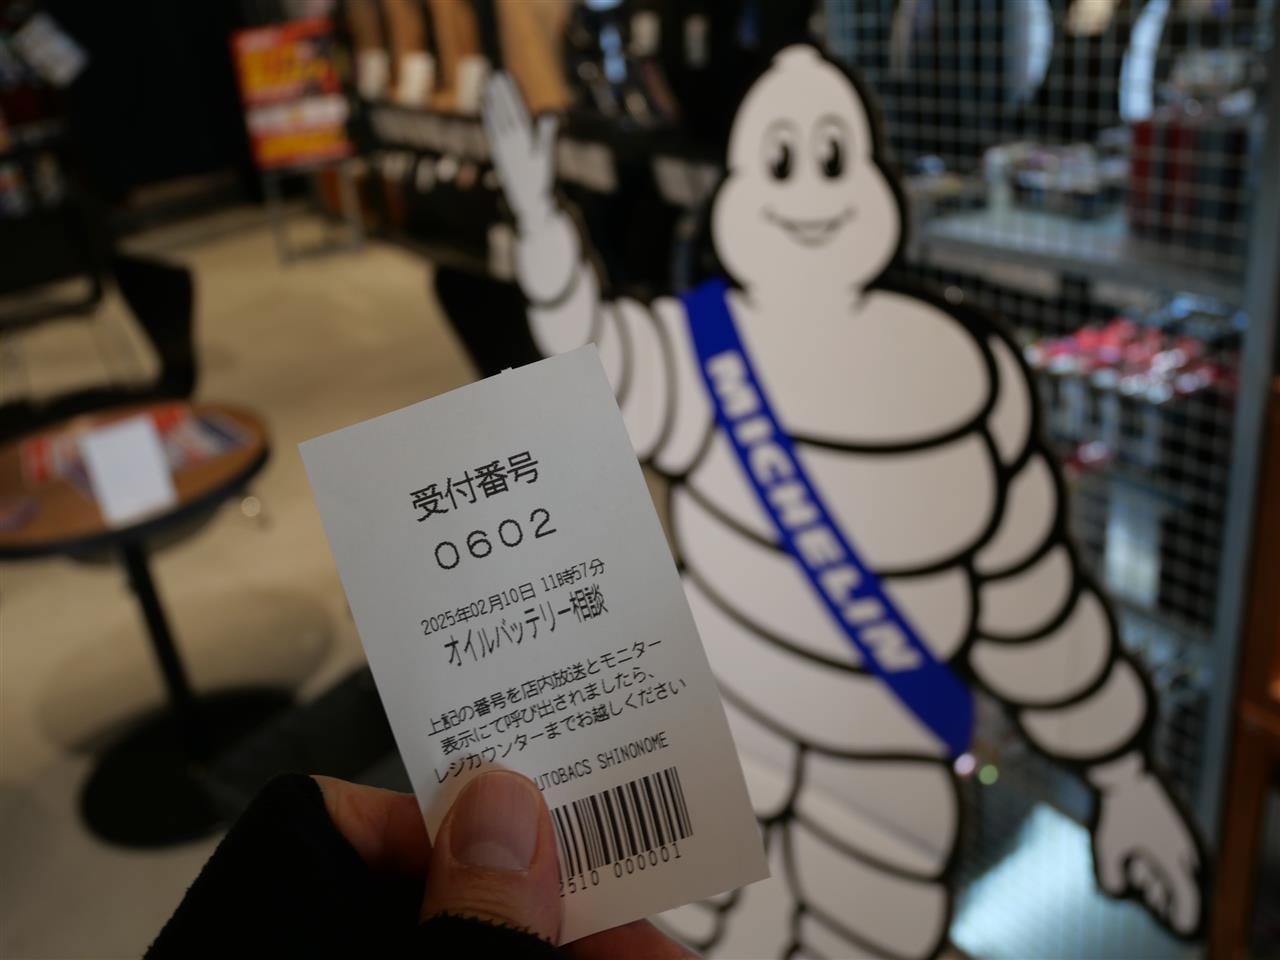 受付番号
0602
2025年02月10日 11時57分
オイルバッテリー相談
上記の番号を店内放送とモニター
表示にて呼び出されましたら、
レジカウンターまでお越しください
UTOBACS SHINONOME
2510 000001
MICHELIN